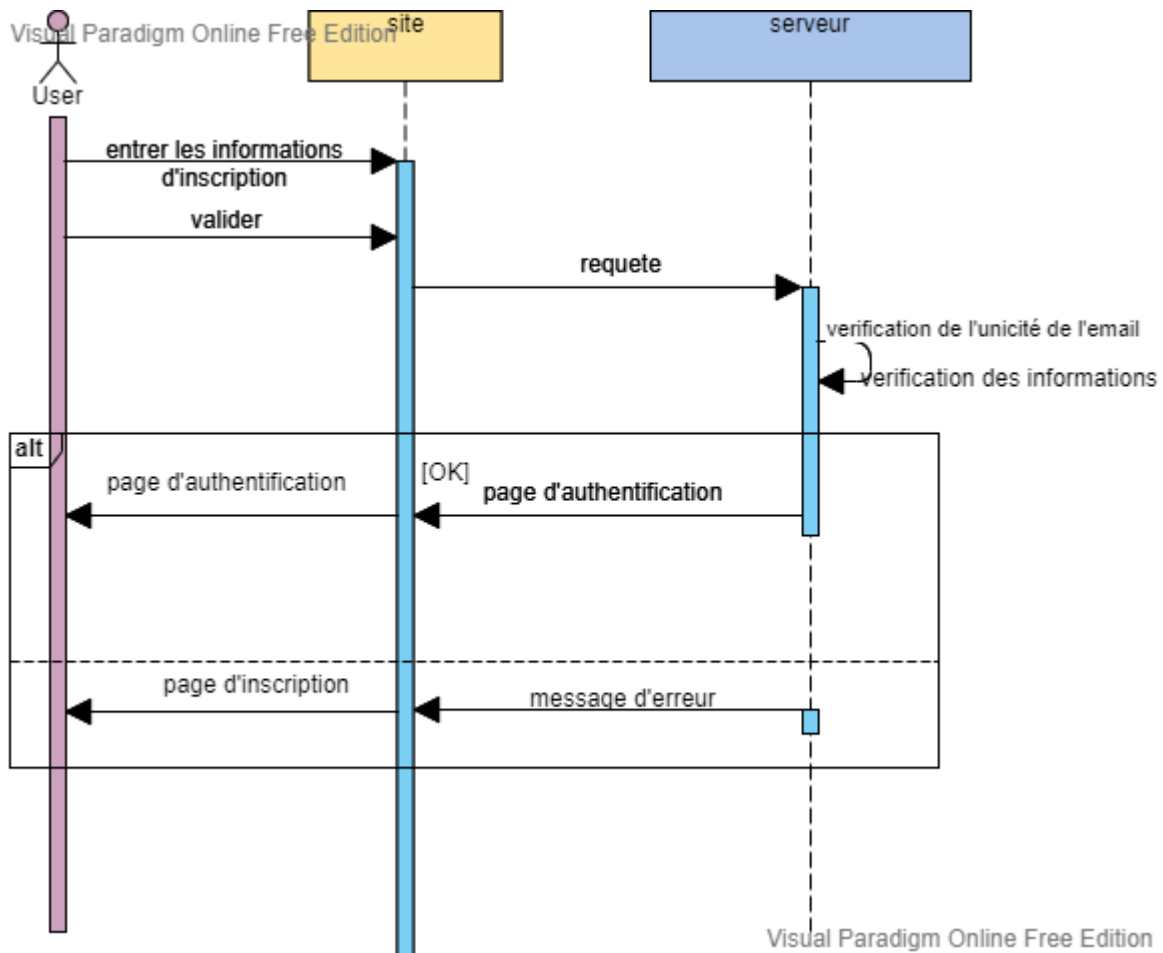 Visual Paradigm Online Free Edition
site
serveur
User
entrer les informations
d'inscription
valider
requete
verification de l'unicité de l'email
verification des informations
alt
[OK]
page d'authentification
page d'authentification
page d'inscription
message d'erreur
Visual Paradigm Online Free Edition